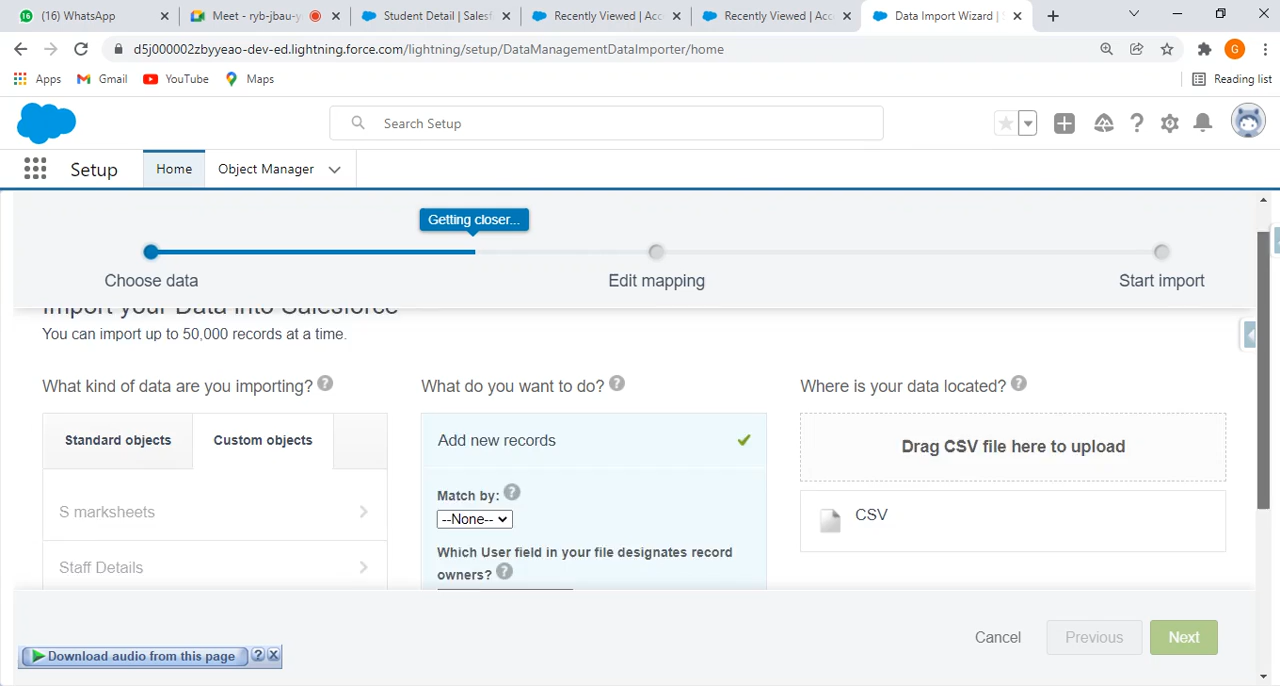 (16) WhatsApp
Meet - ryb-jbau-y
Student Detail | Salesf
Recently Viewed | Acc
Recently Viewed | Acc
Data Import Wizard | S
d5j000002zbyyeao-dev-ed.lightning.force.com/lightning/setup/DataManagementDataImporter/home
G
Apps
Gmail
YouTube
Maps
Reading list
Search Setup
Setup
Home
Object Manager
Getting closer...
Choose data
Edit mapping
Start import
Import your Data into Salesforce
You can import up to 50,000 records at a time.
What kind of data are you importing? ?
What do you want to do? ?
Where is your data located? ?
Standard objects
Custom objects
Add new records
Drag CSV file here to upload
Match by: ?
--None--
S marksheets
CSV
Which User field in your file designates record
owners? ?
Staff Details
Cancel
Previous
Next
Download audio from this page ? X